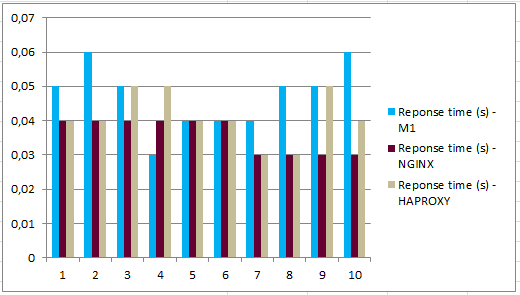 0,07
0,06
0,05
0,04
0,03
0,02
0,01
0
1 2 3 4 5 6 7 8 9 10
Reponse time (s) -
M1
Reponse time (s) -
NGINX
Reponse time (s) -
HAPROXY